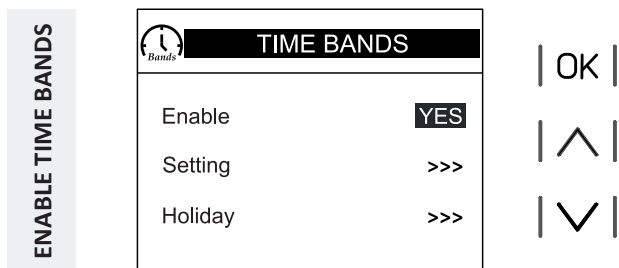 ENABLE TIME BANDS
Bands
TIME BANDS
Enable YES
Setting >>>
Holiday >>>
OK